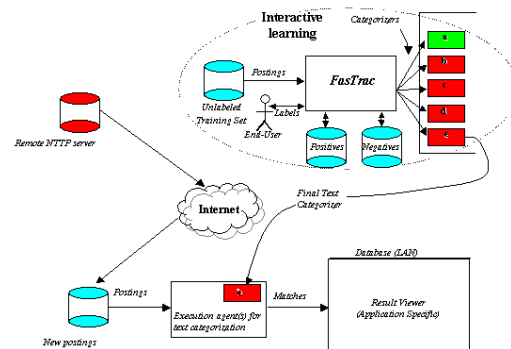 Interactive
learning
Categorizers
a
b
c
d
e
Postings
FasTrac
Unlabeled
Training Set
Labels
End-User
Positives
Negatives
Remote NTTP server
Internet
Final Text
Categorizer
Database (LAN)
Postings
Matches
Execution agent(s) for
text categorization
Result Viewer
(Application Specific)
New postings